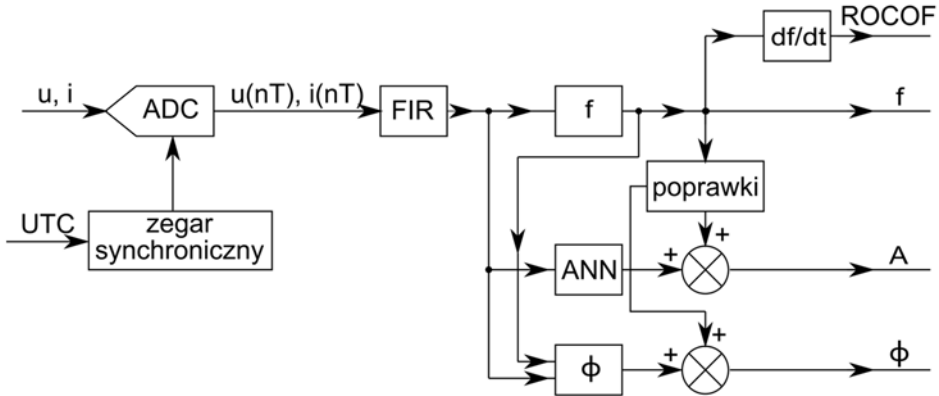 ROCOF
df/dt
u, i
ADC
u(nT), i(nT)
FIR
f
f
poprawki
UTC
zegar
synchroniczny
+
ANN
+
A
+
ϕ
+
ϕ